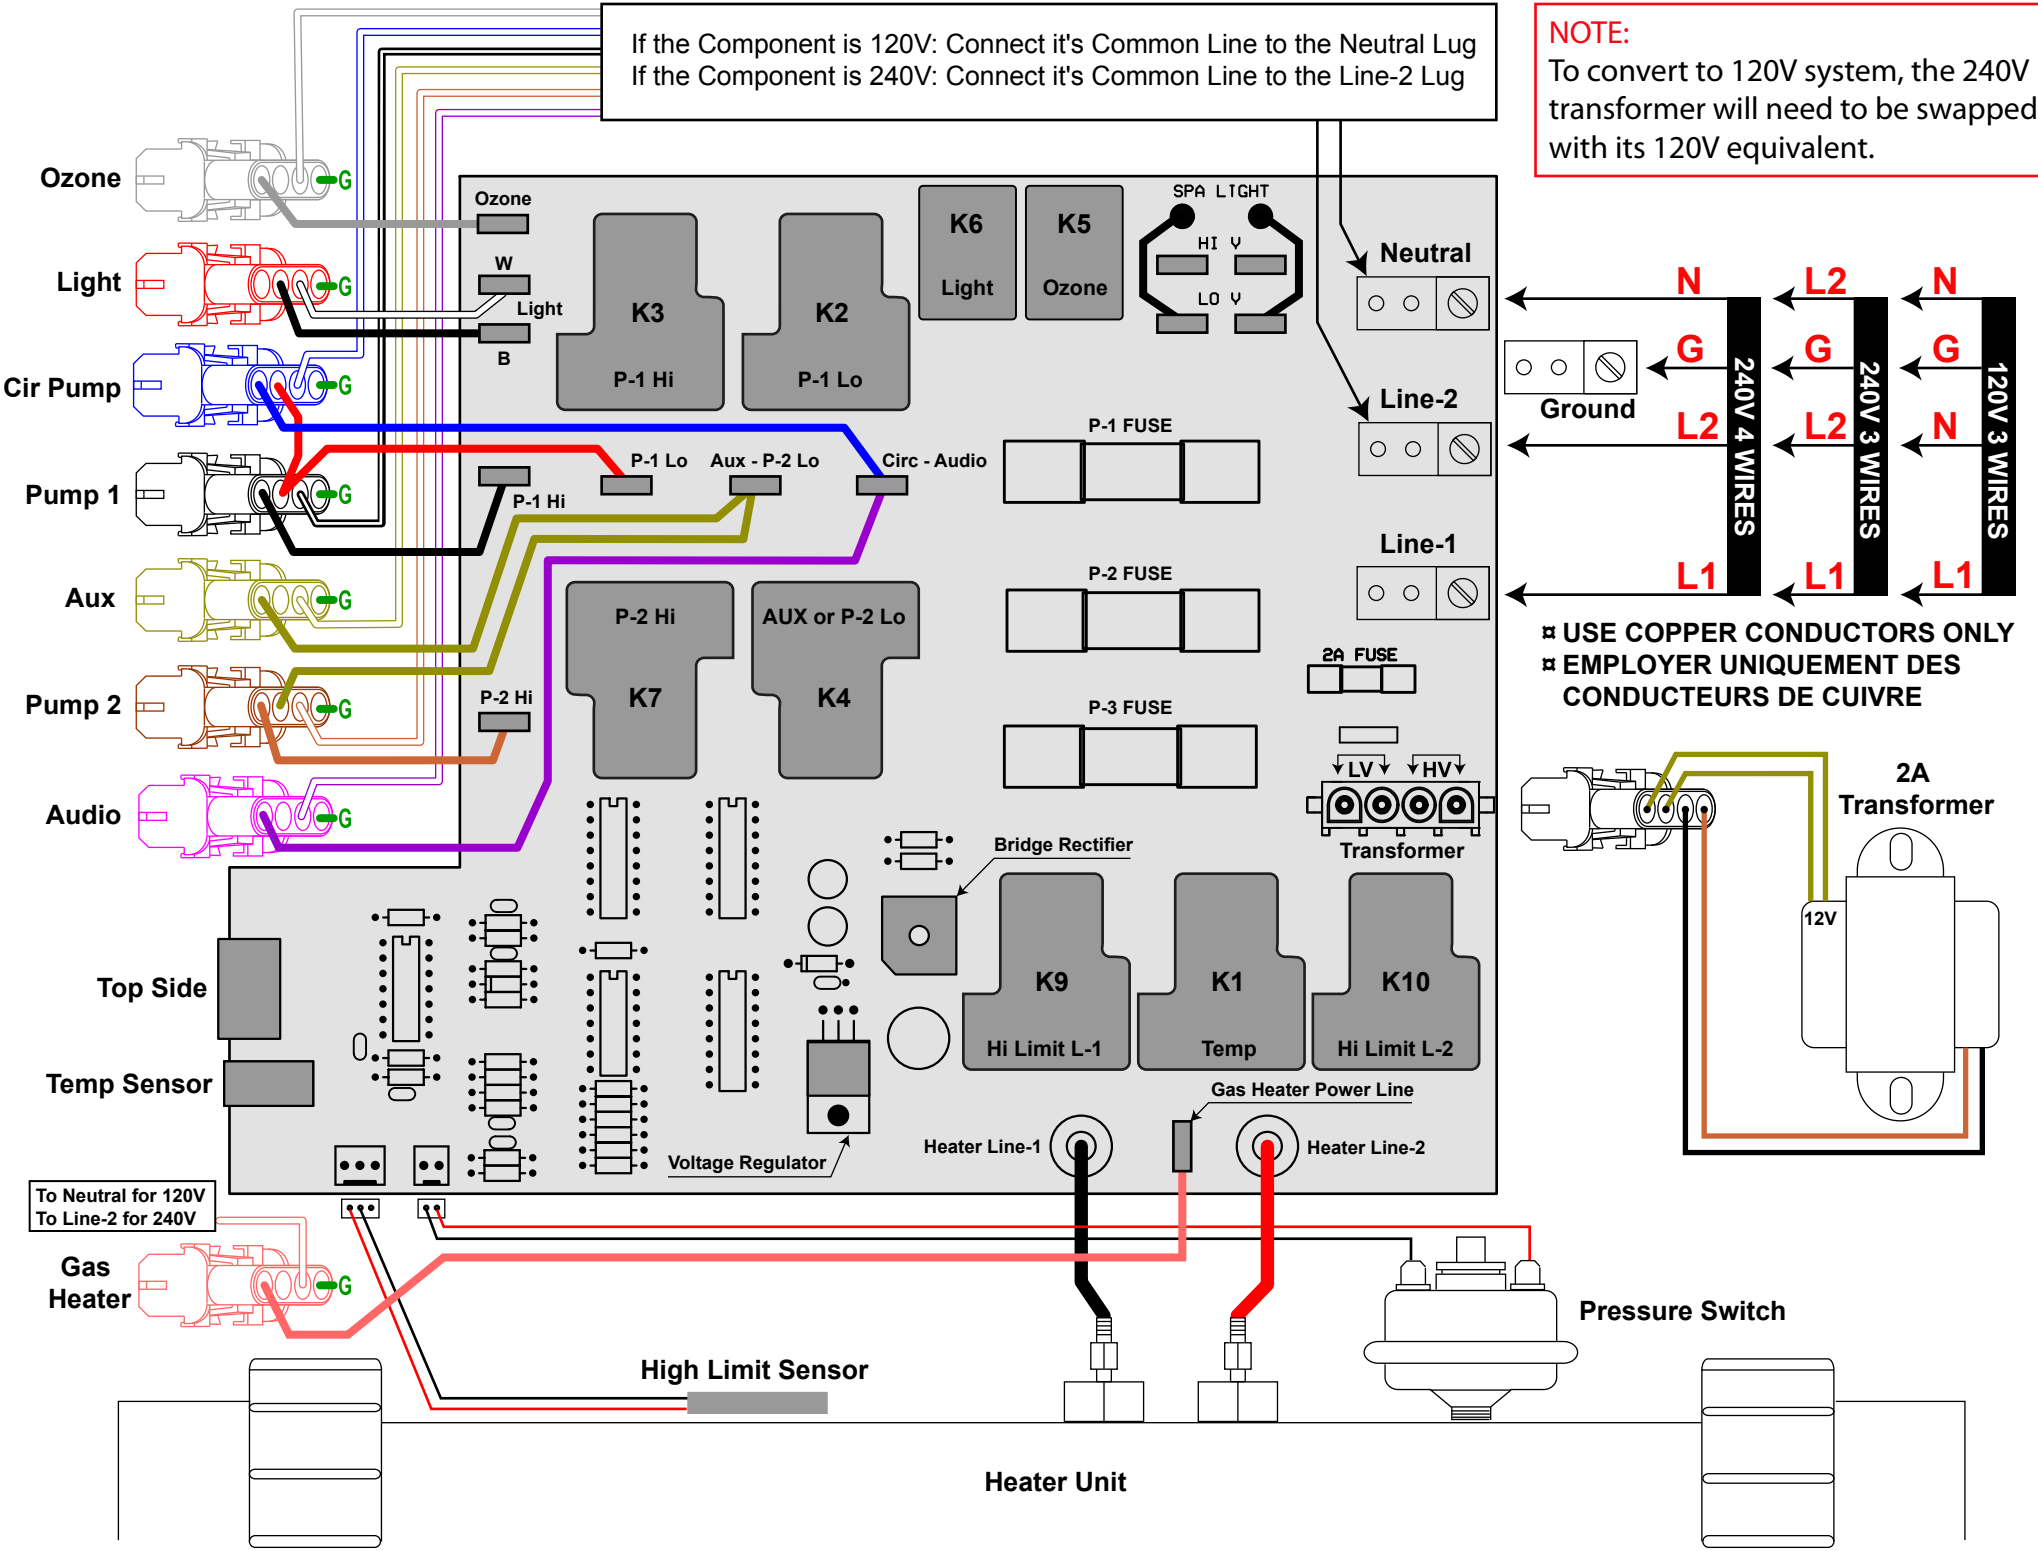 If the Component is 120V: Connect it's Common Line to the Neutral Lug
If the Component is 240V: Connect it's Common Line to the Line-2 Lug
NOTE:
To convert to 120V system, the 240V
transformer will need to be swapped
with its 120V equivalent.
Ozone
G
Light
G
Cir Pump
G
Pump 1
G
Aux
G
Pump 2
G
Audio
G
Ozone
W
Light
B
K3
P-1 Hi
K2
P-1 Lo
K6
Light
K5
Ozone
SPA LIGHT
HI V
LO V
Neutral
Line-2
Ground
Line-1
N
G
L2
L1
240V 4 WIRES
L2
G
L2
L1
240V 3 WIRES
N
G
N
L1
120V 3 WIRES
P-1 Hi
P-1 Lo
Aux - P-2 Lo
Circ - Audio
P-1 FUSE
P-2 FUSE
P-3 FUSE
2A FUSE
¤ USE COPPER CONDUCTORS ONLY
¤ EMPLOYER UNIQUEMENT DES
CONDUCTEURS DE CUIVRE
P-2 Hi
K7
AUX or P-2 Lo
K4
P-2 Hi
LV
HV
Transformer
2A
Transformer
12V
Bridge Rectifier
K9
Hi Limit L-1
K1
Temp
K10
Hi Limit L-2
Top Side
Temp Sensor
Voltage Regulator
Gas Heater Power Line
Heater Line-1
Heater Line-2
To Neutral for 120V
To Line-2 for 240V
Gas
Heater
G
Pressure Switch
High Limit Sensor
Heater Unit